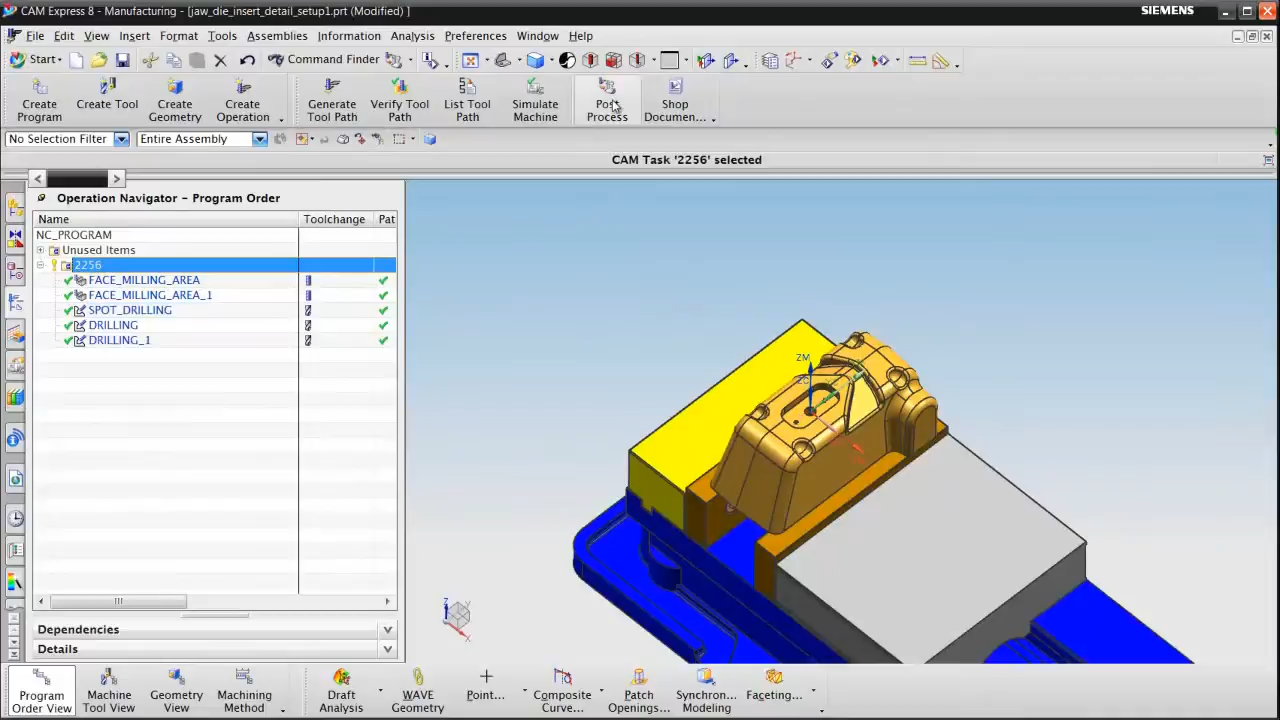 CAM Express 8 - Manufacturing - [jaw_die_insert_detail_setup1.prt (Modified) ]
SIEMENS
File Edit View Insert Format Tools Assemblies Information Analysis Preferences Window Help
Start Command Finder
Create Program
Create Tool
Create Geometry
Create Operation
Generate Tool Path
Verify Tool Path
List Tool Path
Simulate Machine
Post Process
Shop Document...
No Selection Filter
Entire Assembly
CAM Task '2256' selected
Operation Navigator - Program Order
Name Toolchange Pat
NC_PROGRAM
Unused Items
2256
FACE_MILLING_AREA
FACE_MILLING_AREA_1
SPOT_DRILLING
DRILLING
DRILLING_1
ZM
ZC
Z
X
Dependencies
Details
Program Order View
Machine Tool View
Geometry View
Machining Method
Draft Analysis
WAVE Geometry
Point...
Composite Curve...
Patch Openings...
Synchron... Modeling
Faceting...